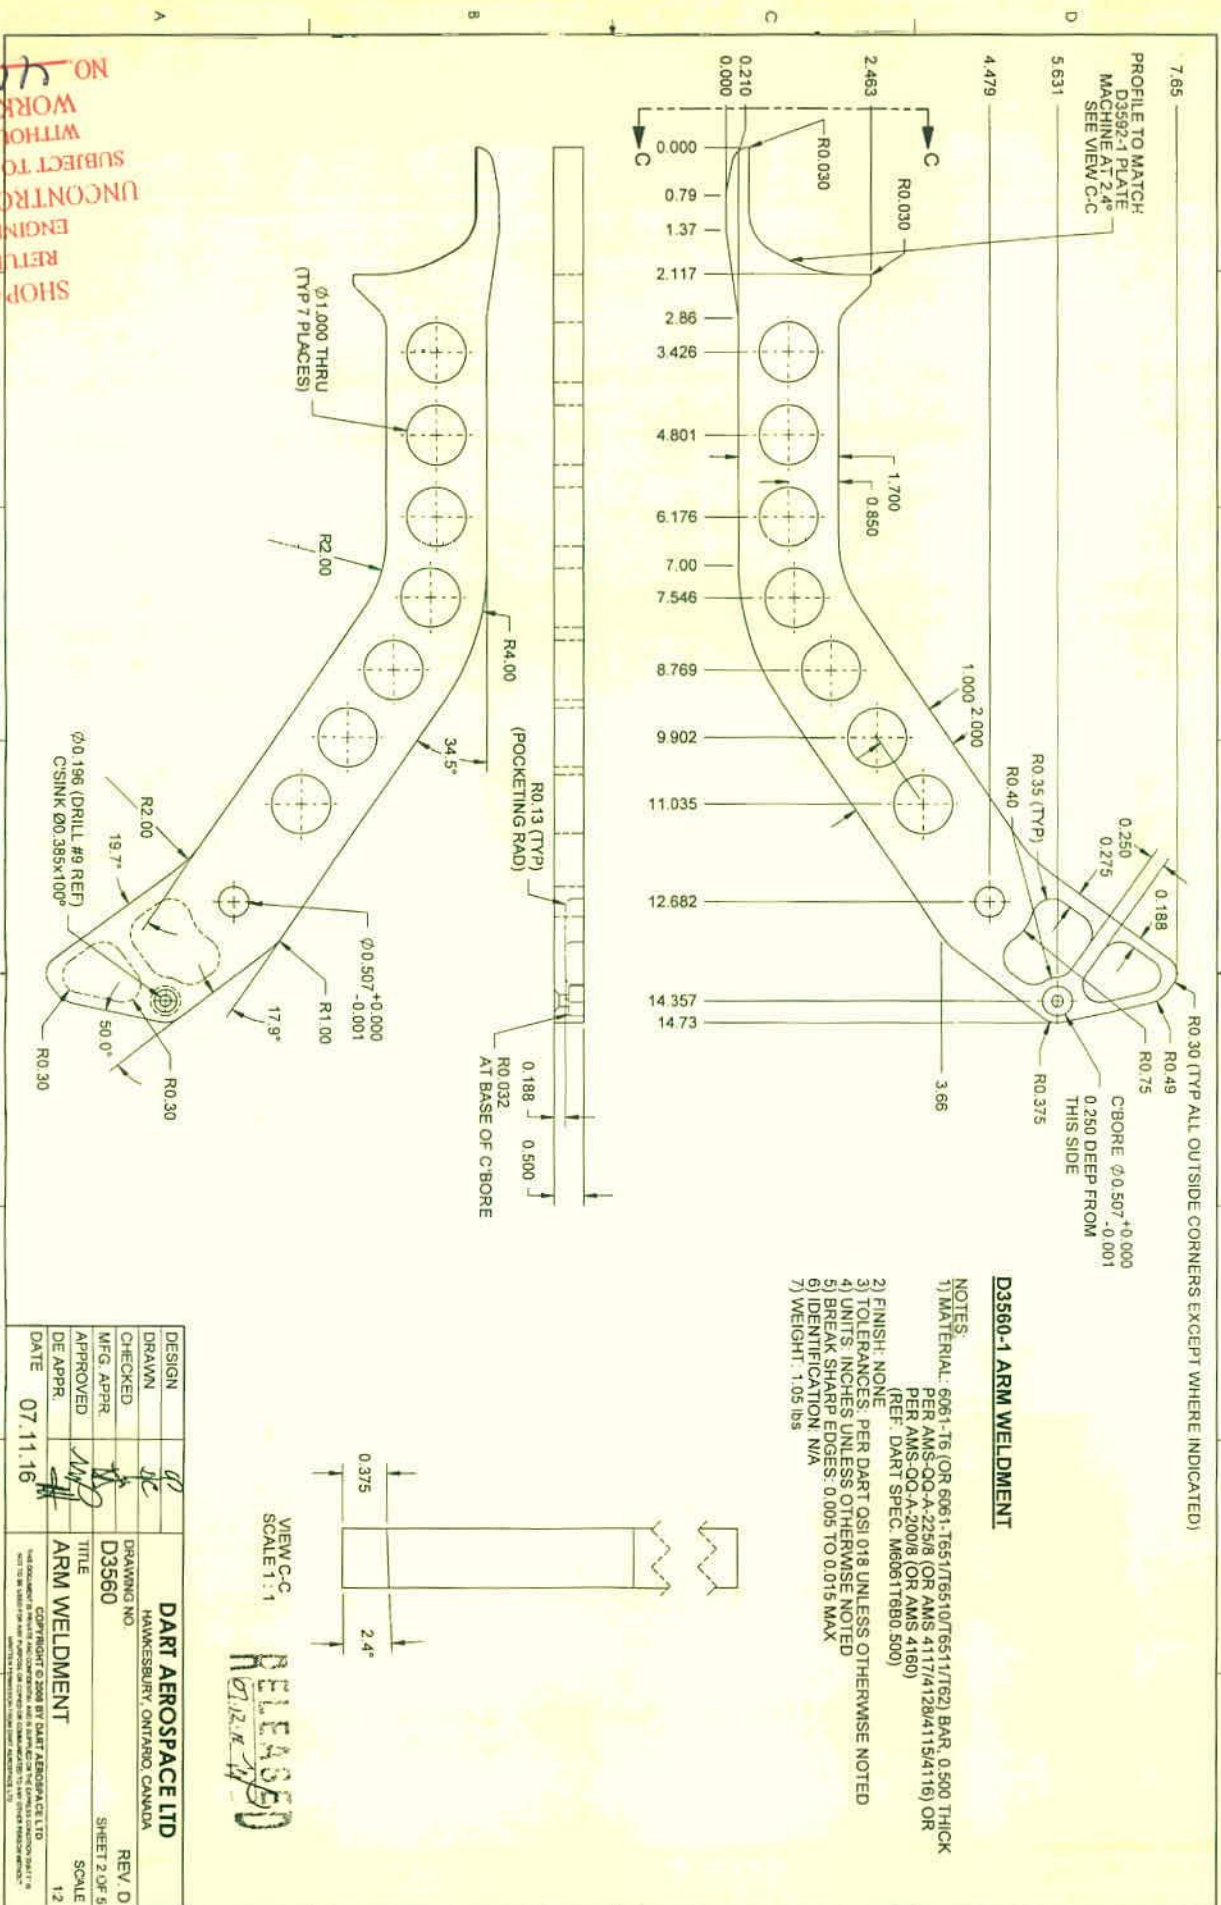 D
C
B
A
7.65
5.631
4.479
2.463
0.210
0.000
PROFILE TO MATCH
D3592-1 PLATE
MACHINE AT 2.4°
SEE VIEW C-C
C
C
R0.030
R0.030
0.000
0.79
1.37
2.117
2.86
3.426
4.801
6.176
7.00
7.546
8.769
9.902
11.035
12.682
14.357
14.73
1.700
0.850
1.000
2.000
R0.35 (TYP)
R0.40
0.250
0.275
0.188
R0.30 (TYP ALL OUTSIDE CORNERS EXCEPT WHERE INDICATED)
R0.49
R0.75
C'BORE Ø0.507 +0.000
-0.001
0.250 DEEP FROM
THIS SIDE
R0.375
3.66
R0.13 (TYP)
(POCKETING RAD)
0.188
0.500
R0.032
AT BASE OF C'BORE
Ø1.000 THRU
(TYP 7 PLACES)
R2.00
R4.00
34.5°
Ø0.507 +0.000
-0.001
R1.00
17.9°
R2.00
19.7°
Ø0.196 (DRILL #9 REF)
C'SINK Ø0.385x100°
R0.30
50.0°
R0.30
D3560-1 ARM WELDMENT
NOTES:
1) MATERIAL: 6061-T6 (OR 6061-T651/T6510/T6511/T62) BAR, 0.500 THICK
PER AMS-QQ-A-225/8 (OR AMS 4117/4128/4115/4116) OR
PER AMS-QQ-A-200/8 (OR AMS 4160)
(REF. DART SPEC. M6061T6B0.500)
2) FINISH: NONE
3) TOLERANCES: PER DART QSI 018 UNLESS OTHERWISE NOTED
4) UNITS: INCHES UNLESS OTHERWISE NOTED
5) BREAK SHARP EDGES: 0.005 TO 0.015 MAX
6) IDENTIFICATION: N/A
7) WEIGHT: 1.05 lbs
0.375
2.4°
VIEW C-C
SCALE 1 : 1
RELEASED
DESIGN
DRAWN
CHECKED
MFG. APPR.
APPROVED
DE APPR.
DATE
07.11.16
DART AEROSPACE LTD
HAWKESBURY, ONTARIO, CANADA
DRAWING NO.
D3560
REV. D
SHEET 2 OF 5
TITLE
ARM WELDMENT
SCALE
1:2
COPYRIGHT © 2006 BY DART AEROSPACE LTD
SHOP
RETU
ENGINE
UNCONTRO
SUBJECT TO
WITHOU
WORK
NO.